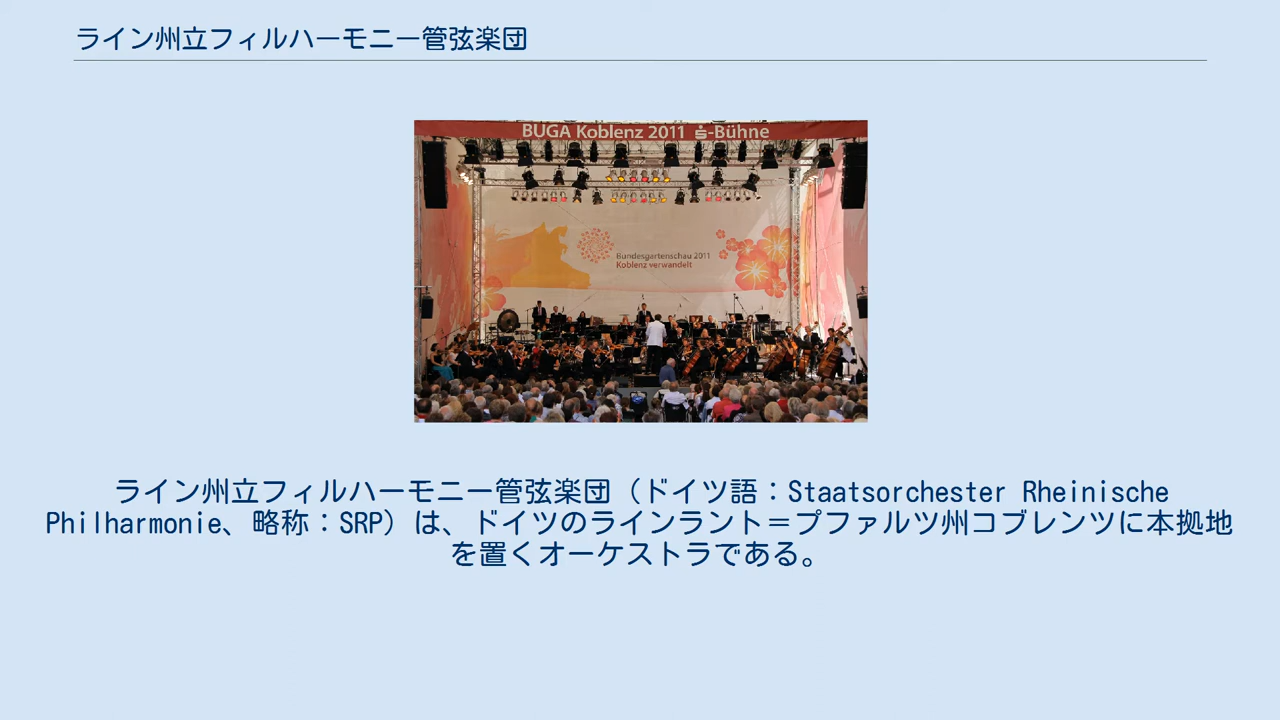 ライン州立フィルハーモニー管弦楽団
BUGA Koblenz 2011 S-Bühne
Bundesgartenschau 2011
Koblenz verwandelt
ライン州立フィルハーモニー管弦楽団（ドイツ語：Staatsorchester Rheinische
Philharmonie、略称：SRP）は、ドイツのラインラント＝プファルツ州コブレンツに本拠地
を置くオーケストラである。